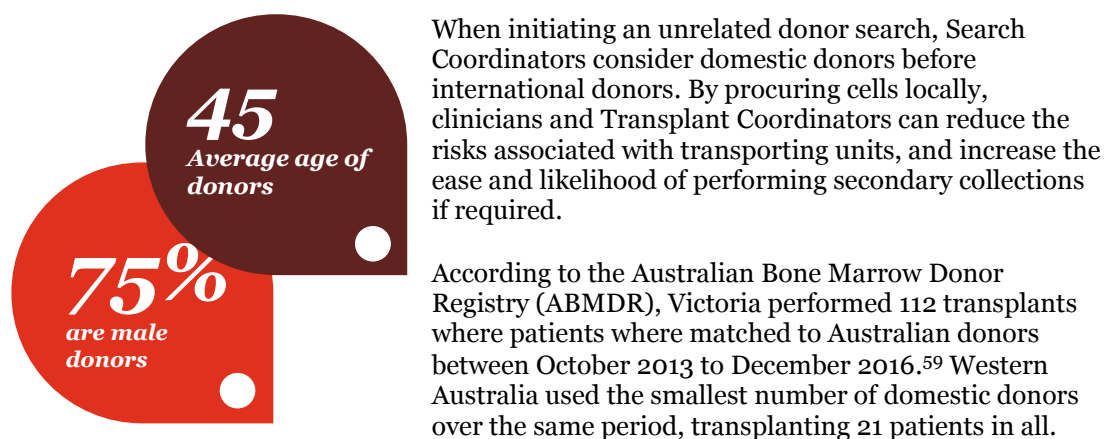 45
Average age of
donors
75%
are male
donors
When initiating an unrelated donor search, Search
Coordinators consider domestic donors before
international donors. By procuring cells locally,
clinicians and Transplant Coordinators can reduce the
risks associated with transporting units, and increase the
ease and likelihood of performing secondary collections
if required.
According to the Australian Bone Marrow Donor
Registry (ABMDR), Victoria performed 112 transplants
where patients where matched to Australian donors
between October 2013 to December 2016.59 Western
Australia used the smallest number of domestic donors
over the same period, transplanting 21 patients in all.